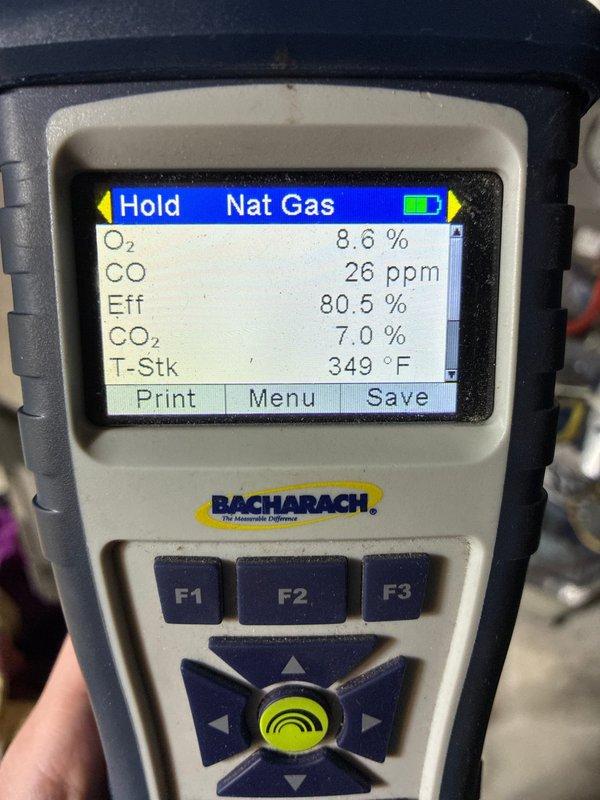 Hold Nat Gas
O₂ 8.6 %
CO 26 ppm
Eff 80.5 %
CO₂ 7.0 %
T-Stk 349 °F
Print Menu Save
BACHARACH®
The Measurable Difference
F1 F2 F3